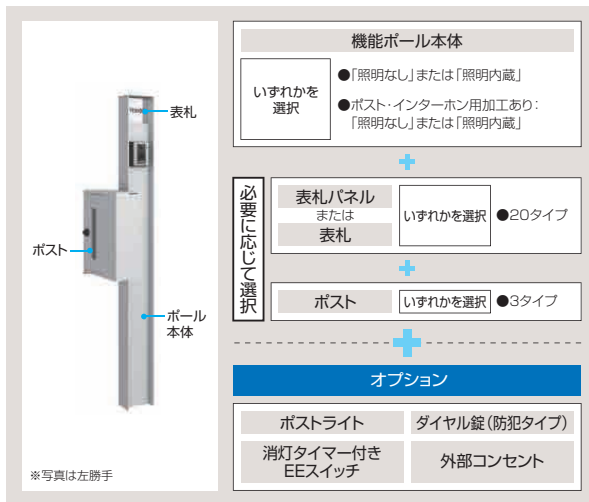 表札
ポスト
ポール
本体
※写真は左勝手
機能ポール本体
いずれかを
選択
●「照明なし」または「照明内蔵」
●ポスト・インターホン用加工あり：
「照明なし」または「照明内蔵」
+
必要に応じて選択
表札パネル
または
表札
いずれかを選択
●20タイプ
+
ポスト
いずれかを選択
●3タイプ
+
オプション
ポストライト
ダイヤル錠（防犯タイプ）
消灯タイマー付き
EEスイッチ
外部コンセント